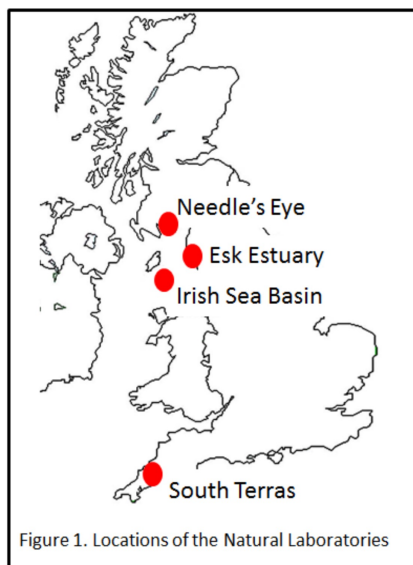 Needle's Eye
Esk Estuary
Irish Sea Basin
South Terras
Figure 1. Locations of the Natural Laboratories